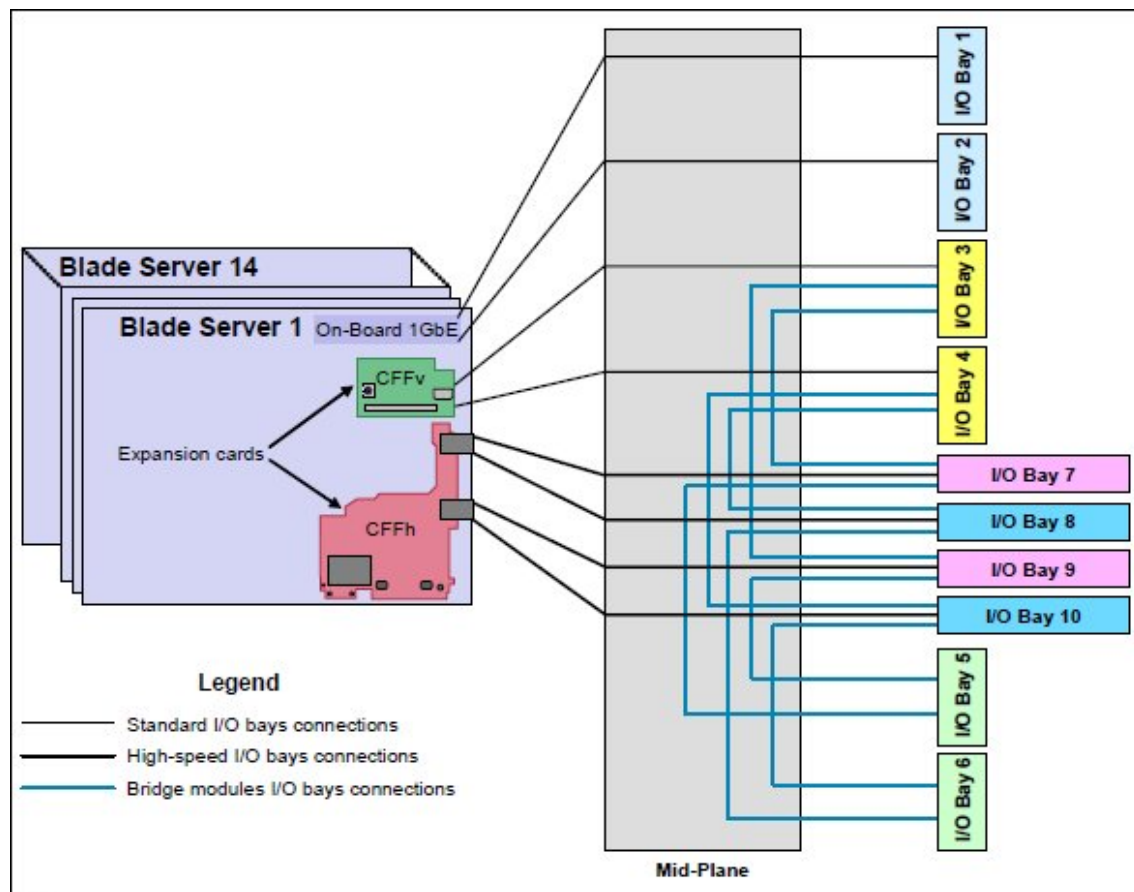 I/O Bay 1
I/O Bay 2
I/O Bay 3
I/O Bay 4
I/O Bay 7
I/O Bay 8
I/O Bay 9
I/O Bay 10
I/O Bay 5
I/O Bay 6
Blade Server 14
Blade Server 1
On-Board 1GbE
CFFv
Expansion cards
CFFh
Legend
Standard I/O bays connections
High-speed I/O bays connections
Bridge modules I/O bays connections
Mid-Plane